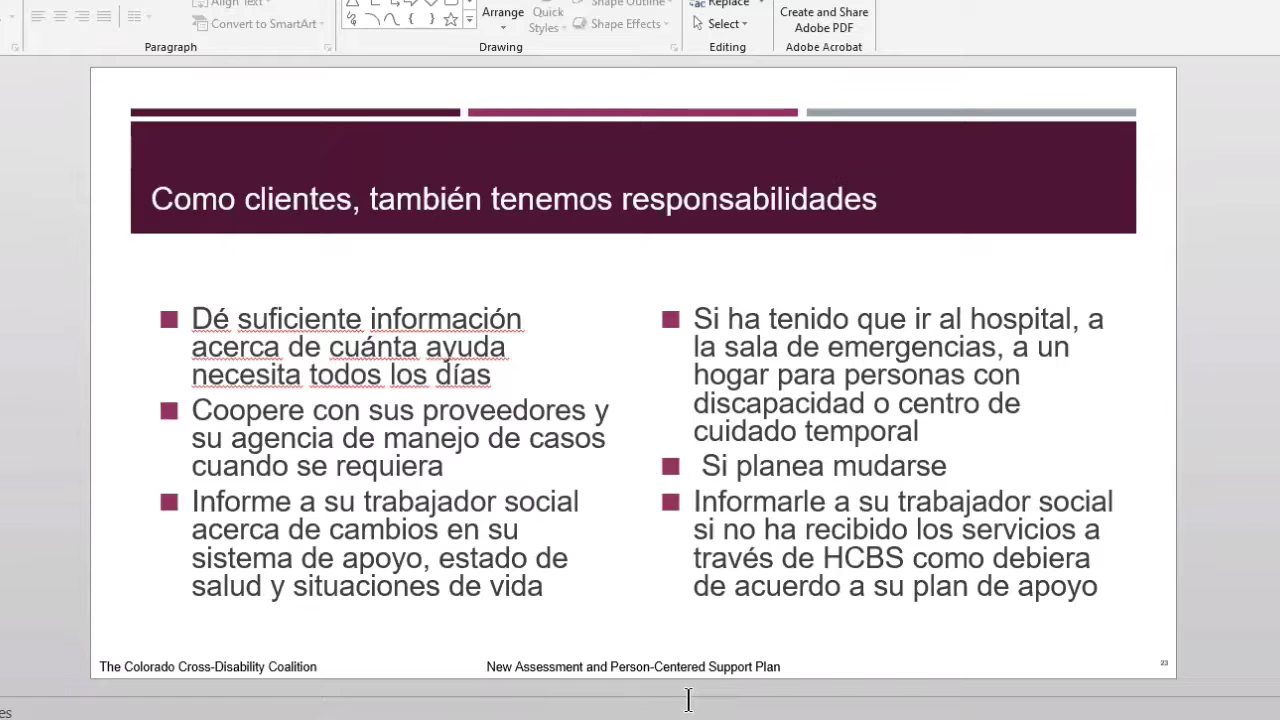 Align Text
Replace
Convert to SmartArt
Arrange
Quick
Styles
Shape Outline
Shape Effects
Select
Create and Share
Adobe PDF
Paragraph
Drawing
Editing
Adobe Acrobat
Como clientes, también tenemos responsabilidades
Dé suficiente información
acerca de cuánta ayuda
necesita todos los días
Coopere con sus proveedores y
su agencia de manejo de casos
cuando se requiera
Informe a su trabajador social
acerca de cambios en su
sistema de apoyo, estado de
salud y situaciones de vida
Si ha tenido que ir al hospital, a
la sala de emergencias, a un
hogar para personas con
discapacidad o centro de
cuidado temporal
Si planea mudarse
Informarle a su trabajador social
si no ha recibido los servicios a
través de HCBS como debiera
de acuerdo a su plan de apoyo
The Colorado Cross-Disability Coalition
New Assessment and Person-Centered Support Plan
23